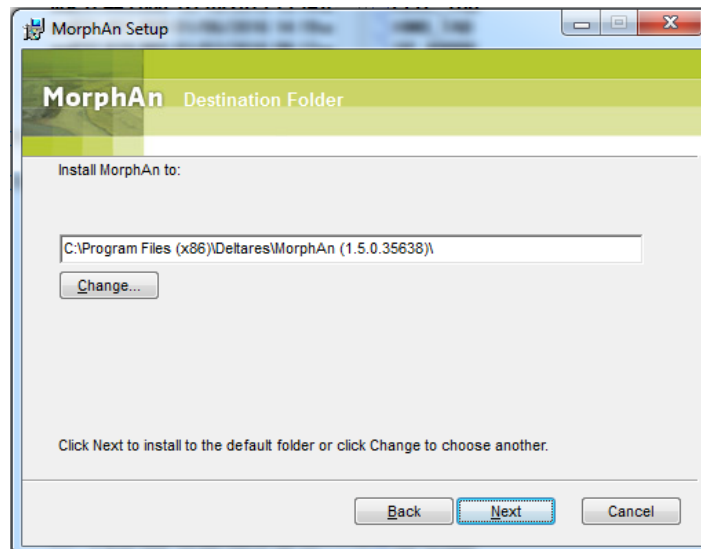 MorphAn Setup
MorphAn Destination Folder
Install MorphAn to:
C:\Program Files (x86)\Deltares\MorphAn (1.5.0.35638)\
Change...
Click Next to install to the default folder or click Change to choose another.
Back Next Cancel